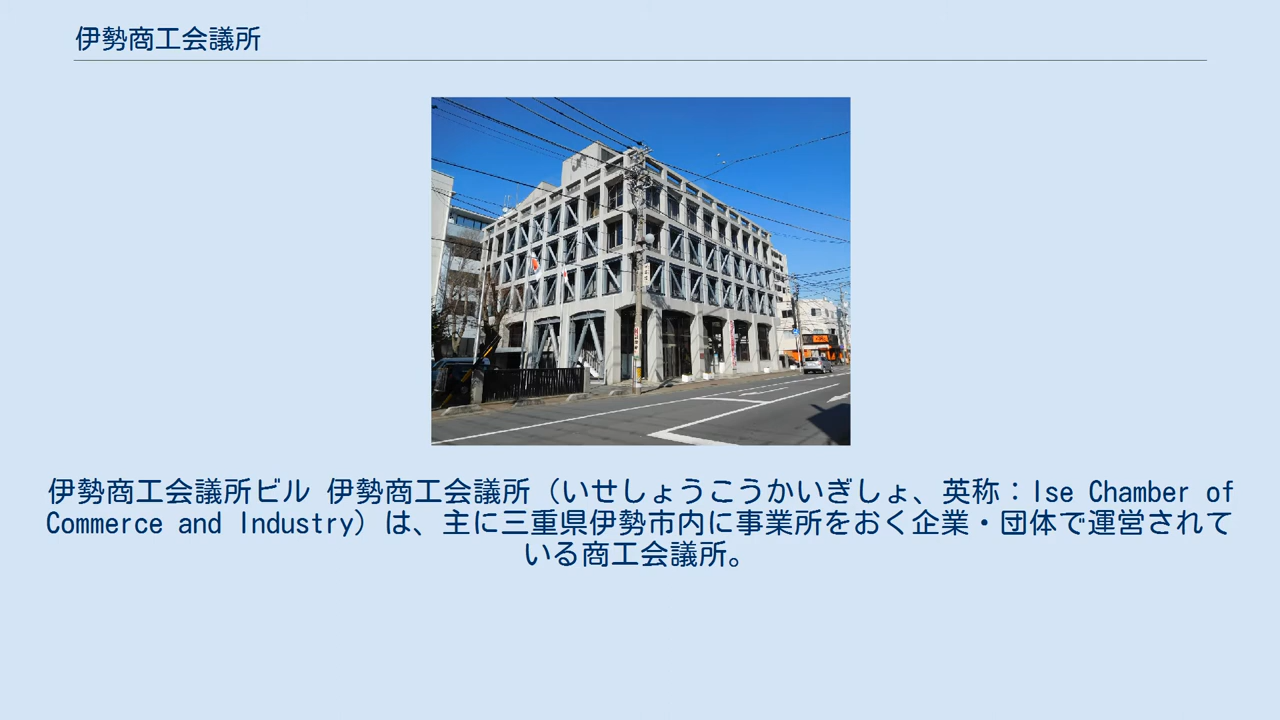 伊勢商工会議所
伊勢商工会議所ビル 伊勢商工会議所（いせしょうこうかいぎしょ、英称：Ise Chamber of
Commerce and Industry）は、主に三重県伊勢市内に事業所をおく企業・団体で運営されて
いる商工会議所。